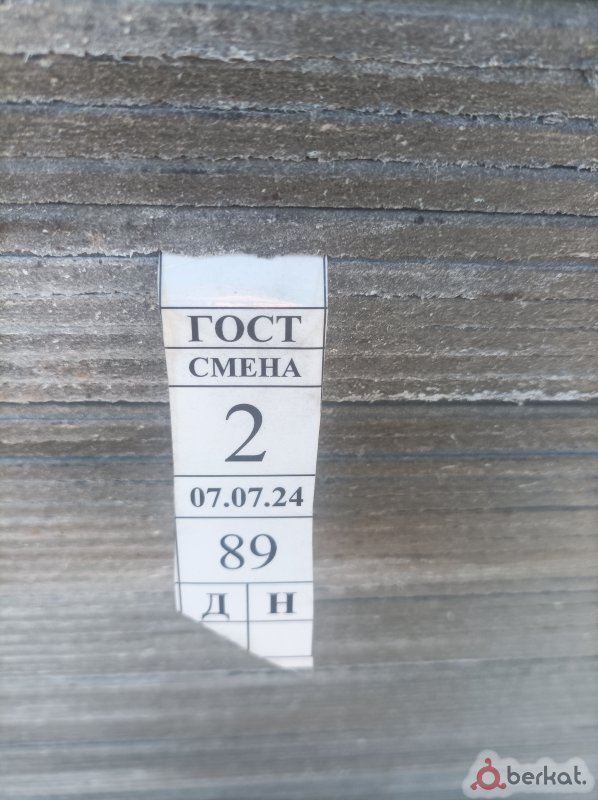 ГОСТ
СМЕНА
2
07.07.24
89
Д Н
berkat.